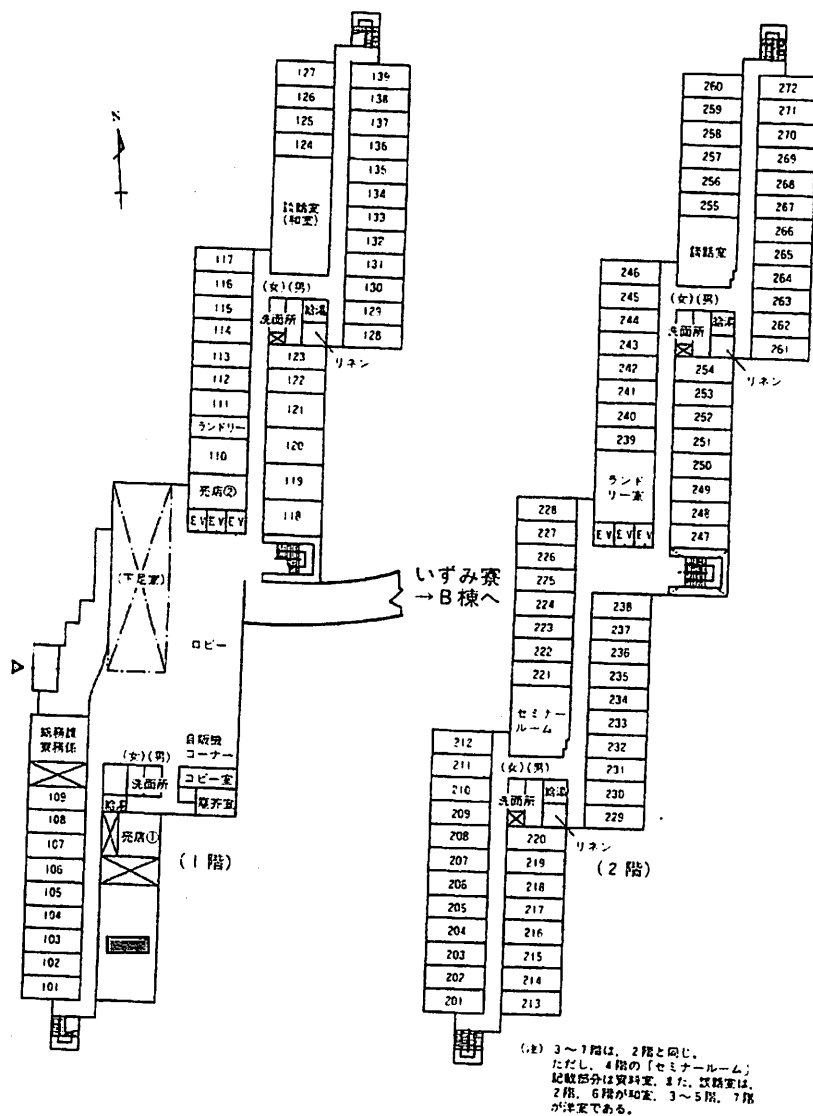 N
127
126
125
124
談話室
(和室)
139
138
137
136
135
134
133
132
131
130
129
128
117
116
115
114
113
112
111
ランドリー
110
売店②
EV EV EV
(女)(男)
洗面所
給湯
リネン
123
122
121
120
119
118
(下足室)
ロビー
いずみ寮
→B棟へ
総務課
寮務係
109
108
107
106
105
104
103
102
101
(女)(男)
洗面所
給湯
自販機
コーナー
コピー室
塵芥室
売店①
(1階)
260
259
258
257
256
255
談話室
272
271
270
269
268
267
266
265
264
263
262
261
246
245
244
243
242
241
240
239
ランド
リー室
EV EV EV
(女)(男)
洗面所
給湯
リネン
254
253
252
251
250
249
248
247
228
227
226
225
224
223
222
221
セミナー
ルーム
238
237
236
235
234
233
232
231
230
229
212
211
210
209
208
207
206
205
204
203
202
201
(女)(男)
洗面所
給湯
リネン
220
219
218
217
216
215
214
213
(2階)
(注) 3～7階は、2階と同じ。
ただし、4階の「セミナールーム」
記載部分は資料室、また、談話室は、
2階、6階が和室、3～5階、7階
が洋室である。